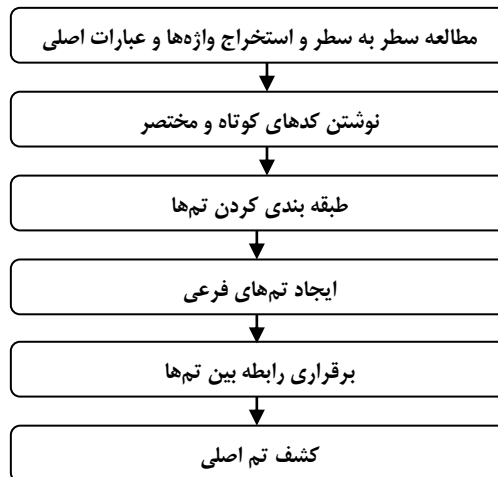 مطالعه سطر به سطر و استخراج واژه‌ها و عبارات اصلی
نوشتن کدهای کوتاه و مختصر
طبقه بندی کردن تم‌ها
ایجاد تم‌های فرعی
برقراری رابطه بین تم‌ها
کشف تم اصلی